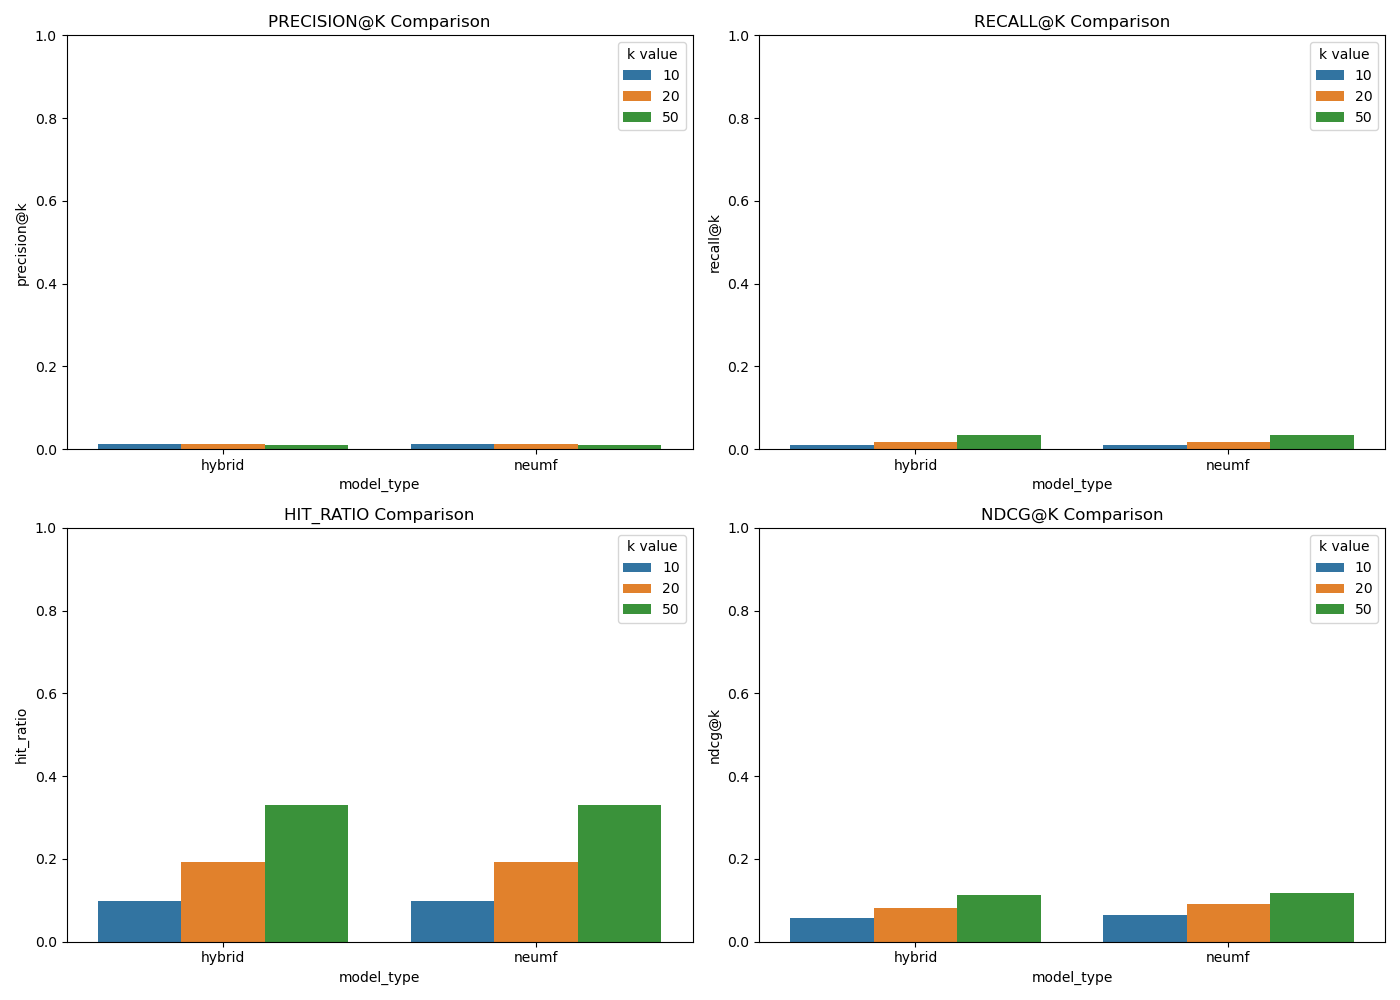 PRECISION@K Comparison
1.0
0.8
0.6
0.4
0.2
0.0
precision@k
k value
10
20
50
hybrid
neumf
model_type
RECALL@K Comparison
1.0
0.8
0.6
0.4
0.2
0.0
recall@k
k value
10
20
50
hybrid
neumf
model_type
HIT_RATIO Comparison
1.0
0.8
0.6
0.4
0.2
0.0
hit_ratio
k value
10
20
50
hybrid
neumf
model_type
NDCG@K Comparison
1.0
0.8
0.6
0.4
0.2
0.0
ndcg@k
k value
10
20
50
hybrid
neumf
model_type